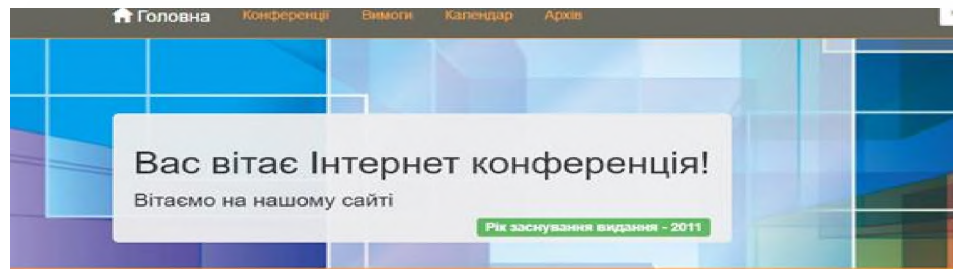 Головна Конференції Вимоги Календар Архів
Вас вітає Інтернет конференція!
Вітаємо на нашому сайті
Рік заснування видання - 2011